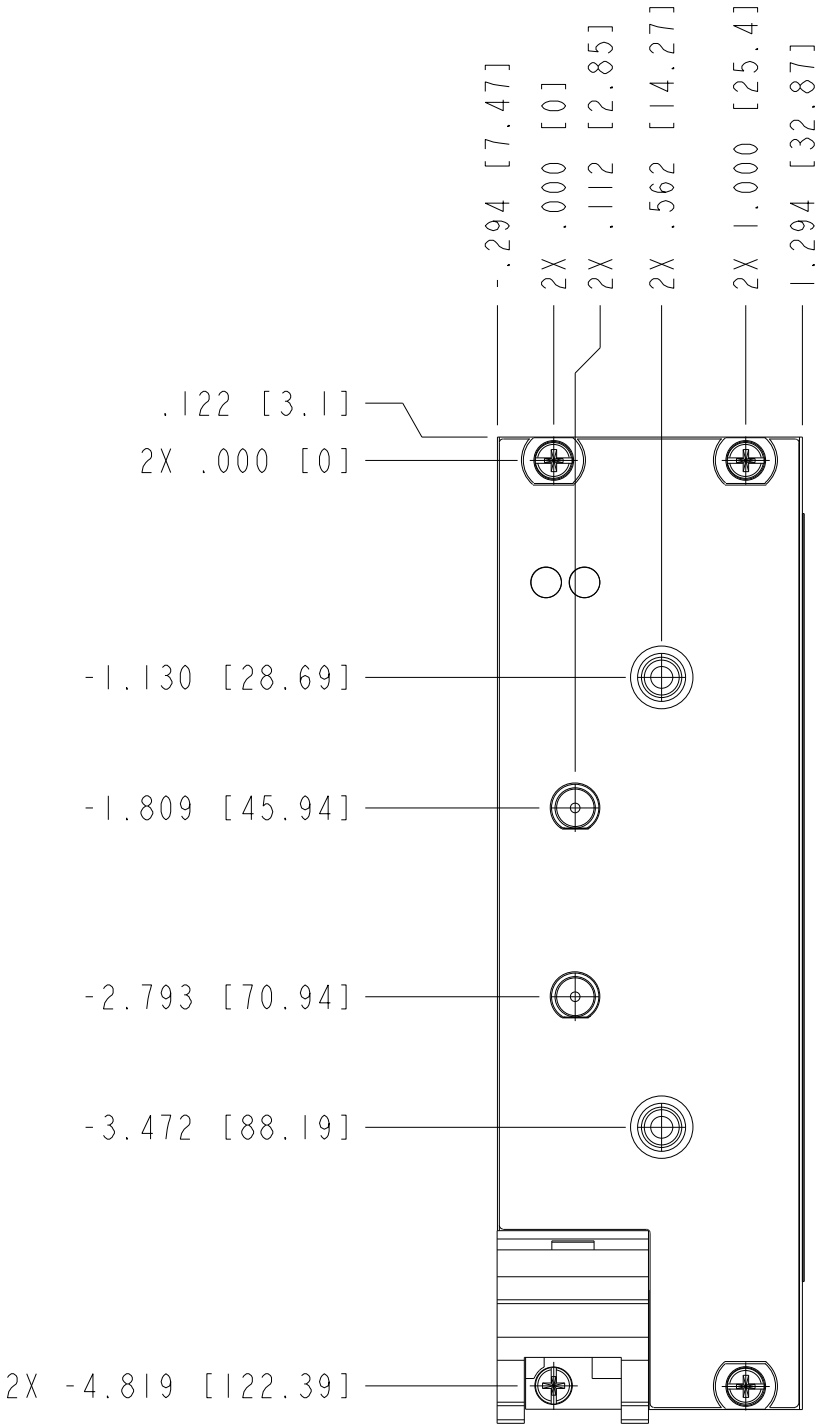 -.294 [7.47]
2X .000 [0]
2X .112 [2.85]
2X .562 [14.27]
2X 1.000 [25.4]
1.294 [32.87]
.122 [3.1]
2X .000 [0]
-1.130 [28.69]
-1.809 [45.94]
-2.793 [70.94]
-3.472 [88.19]
2X -4.819 [122.39]